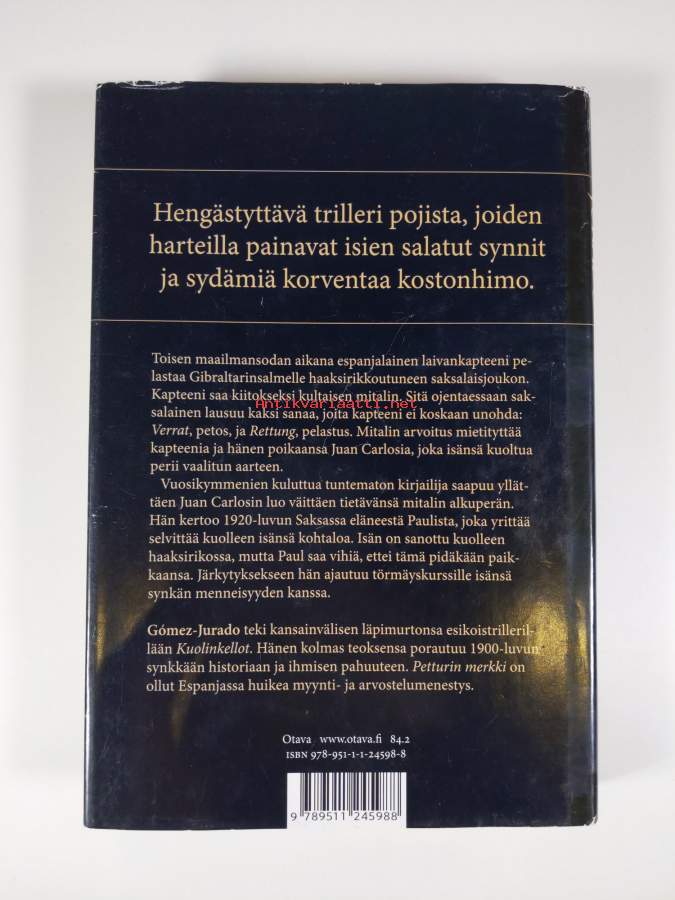 Hengästyttävä trilleri pojista, joiden
harteilla painavat isien salatut synnit
ja sydämiä korventaa kostonhimo.
Toisen maailmansodan aikana espanjalainen laivankapteeni pe-
lastaa Gibraltarinsalmelle haaksirikkoutuneen saksalaisjoukon.
Kapteeni saa kiitokseksi kultaisen mitalin. Sitä ojentaessaan sak-
Antikvariaatti.net
salainen lausuu kaksi sanaa, joita kapteeni ei koskaan unohda:
Verrat, petos, ja Rettung, pelastus. Mitalin arvoitus mietityttää
kapteenia ja hänen poikaansa Juan Carlosia, joka isänsä kuoltua
perii vaalitun aarteen.
Vuosikymmenien kuluttua tuntematon kirjailija saapuu yllät-
täen Juan Carlosin luo väittäen tietävänsä mitalin alkuperän.
Hän kertoo 1920-luvun Saksassa eläneestä Paulista, joka yrittää
selvittää kuolleen isänsä kohtaloa. Isän on sanottu kuolleen
haaksirikossa, mutta Paul saa vihiä, ettei tämä pidäkään paik-
kaansa. Järkytyksekseen hän ajautuu törmäyskurssille isänsä
synkän menneisyyden kanssa.
Gómez-Jurado teki kansainvälisen läpimurtonsa esikoistrilleril-
lään Kuolinkellot. Hänen kolmas teoksensa porautuu 1900-luvun
synkkään historiaan ja ihmisen pahuuteen. Petturin merkki on
ollut Espanjassa huikea myynti- ja arvostelumenestys.
Otava www.otava.fi 84.2
ISBN 978-951-1-1-24598-8
9 789511 245988